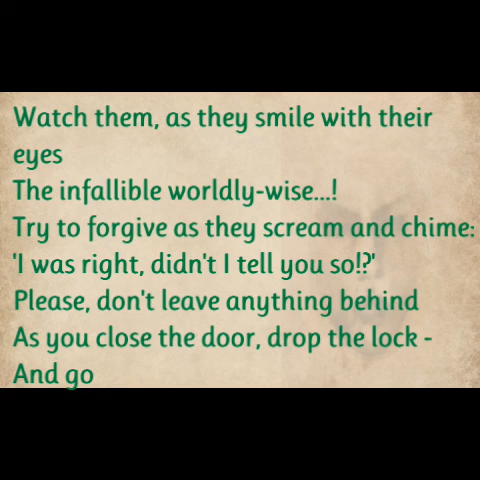 Watch them, as they smile with their
eyes
The infallible worldly-wise...!
Try to forgive as they scream and chime:
'I was right, didn't I tell you so!?'
Please, don't leave anything behind
As you close the door, drop the lock -
And go